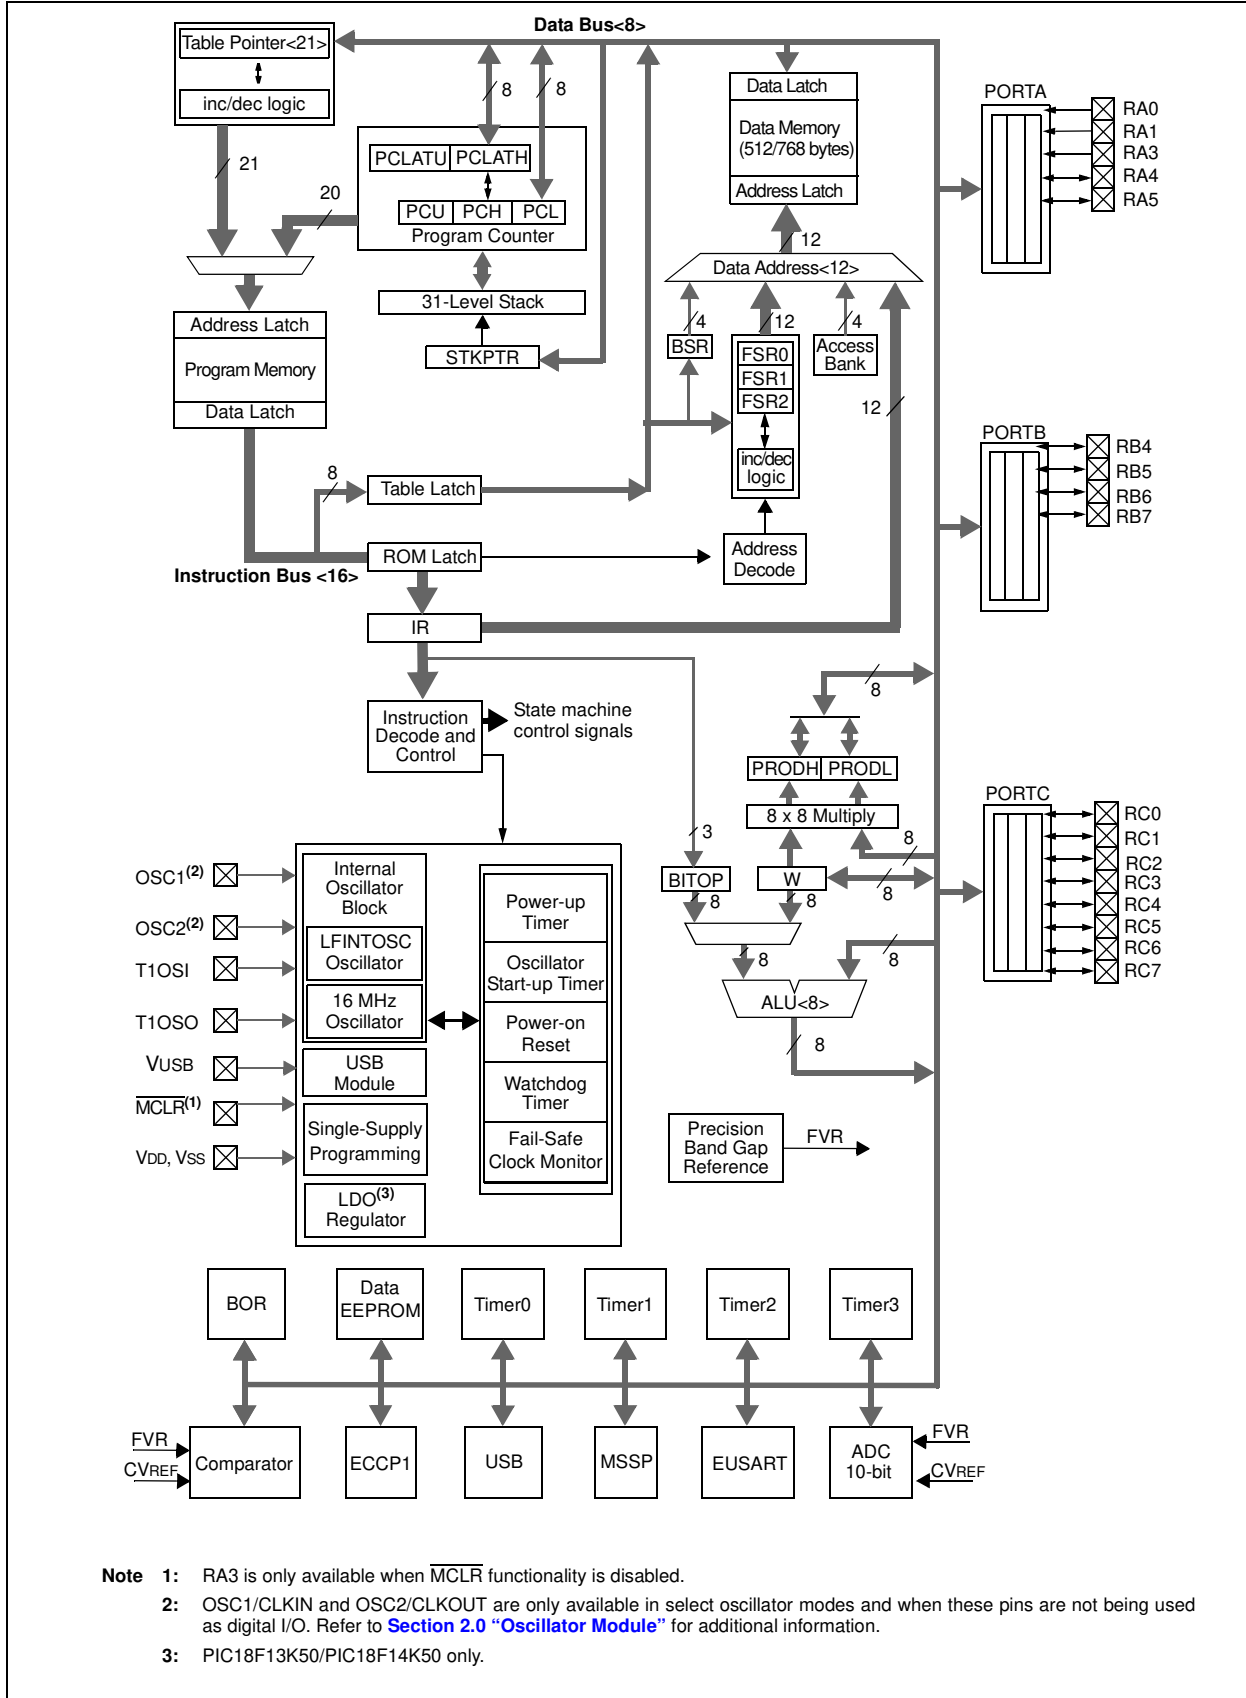 Data Bus<8>
Table Pointer<21>
inc/dec logic
21
20
8
8
PCLATU PCLATH
PCU PCH PCL
Program Counter
31-Level Stack
STKPTR
Address Latch
Program Memory
Data Latch
8
Table Latch
ROM Latch
Instruction Bus <16>
IR
Instruction
Decode and
Control
State machine
control signals
Data Latch
Data Memory
(512/768 bytes)
Address Latch
12
Data Address<12>
4
12
4
BSR
FSR0
FSR1
FSR2
inc/dec
logic
Access
Bank
12
Address
Decode
PORTA
RA0
RA1
RA3
RA4
RA5
PORTB
RB4
RB5
RB6
RB7
PORTC
RC0
RC1
RC2
RC3
RC4
RC5
RC6
RC7
8
PRODH PRODL
8 x 8 Multiply
3
8
BITOP
W
8
8
8
8
8
ALU<8>
8
OSC1(2)
OSC2(2)
T1OSI
T1OSO
VUSB
MCLR(1)
VDD, VSS
Internal
Oscillator
Block
LFINTOSC
Oscillator
16 MHz
Oscillator
USB
Module
Single-Supply
Programming
LDO(3)
Regulator
Power-up
Timer
Oscillator
Start-up Timer
Power-on
Reset
Watchdog
Timer
Fail-Safe
Clock Monitor
Precision
Band Gap
Reference
FVR
BOR
Data
EEPROM
Timer0
Timer1
Timer2
Timer3
FVR
CVREF
Comparator
ECCP1
USB
MSSP
EUSART
ADC
10-bit
FVR
CVREF
Note 1: RA3 is only available when MCLR functionality is disabled.
2: OSC1/CLKIN and OSC2/CLKOUT are only available in select oscillator modes and when these pins are not being used
as digital I/O. Refer to Section 2.0 “Oscillator Module” for additional information.
3: PIC18F13K50/PIC18F14K50 only.